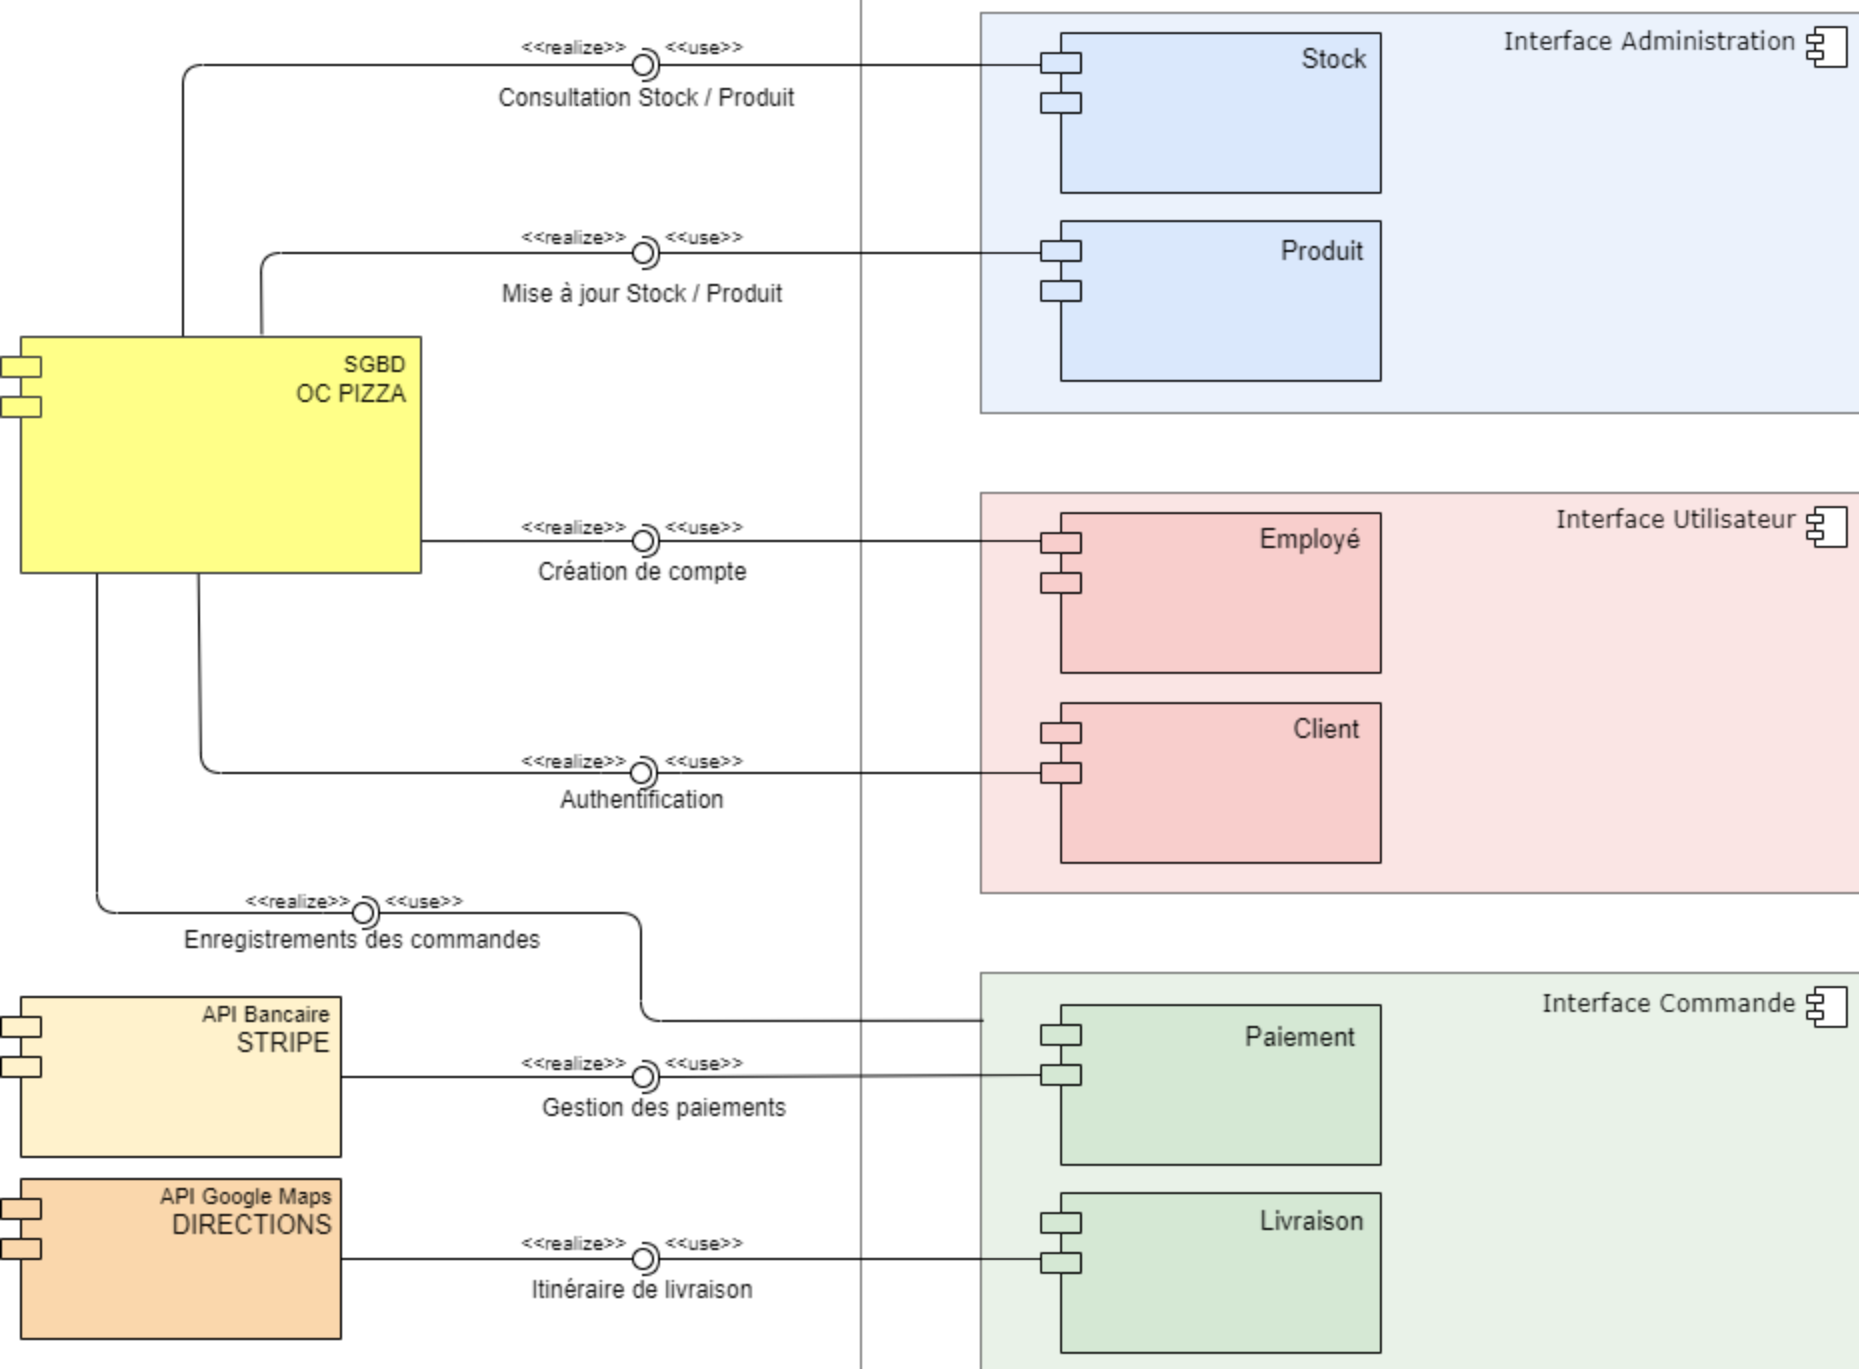 <<realize>> <<use>>
Consultation Stock / Produit
Stock
Interface Administration
<<realize>> <<use>>
Mise à jour Stock / Produit
Produit
SGBD
OC PIZZA
<<realize>> <<use>>
Création de compte
Employé
Interface Utilisateur
<<realize>> <<use>>
Authentification
Client
<<realize>> <<use>>
Enregistrements des commandes
Interface Commande
API Bancaire
STRIPE
<<realize>> <<use>>
Gestion des paiements
Paiement
API Google Maps
DIRECTIONS
<<realize>> <<use>>
Itinéraire de livraison
Livraison